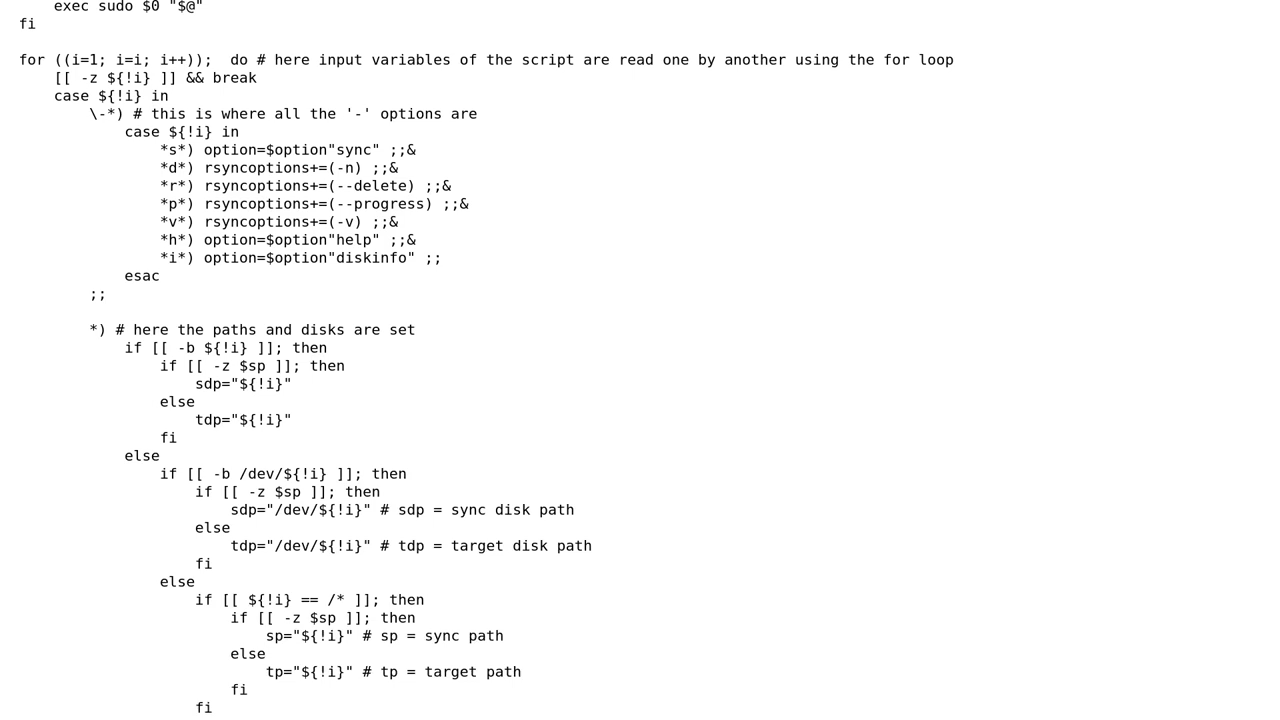 exec sudo $0 "$@"
fi
for ((i=1; i=i; i++));  do # here input variables of the script are read one by another using the for loop
[[ -z ${!i} ]] && break
case ${!i} in
\-*) # this is where all the '-' options are
case ${!i} in
*s*) option=$option"sync" ;;&
*d*) rsyncoptions+=(-n) ;;&
*r*) rsyncoptions+=(--delete) ;;&
*p*) rsyncoptions+=(--progress) ;;&
*v*) rsyncoptions+=(-v) ;;&
*h*) option=$option"help" ;;&
*i*) option=$option"diskinfo" ;;
esac
;;
*) # here the paths and disks are set
if [[ -b ${!i} ]]; then
if [[ -z $sp ]]; then
sdp="${!i}"
else
tdp="${!i}"
fi
else
if [[ -b /dev/${!i} ]]; then
if [[ -z $sp ]]; then
sdp="/dev/${!i}" # sdp = sync disk path
else
tdp="/dev/${!i}" # tdp = target disk path
fi
else
if [[ ${!i} == /* ]]; then
if [[ -z $sp ]]; then
sp="${!i}" # sp = sync path
else
tp="${!i}" # tp = target path
fi
fi